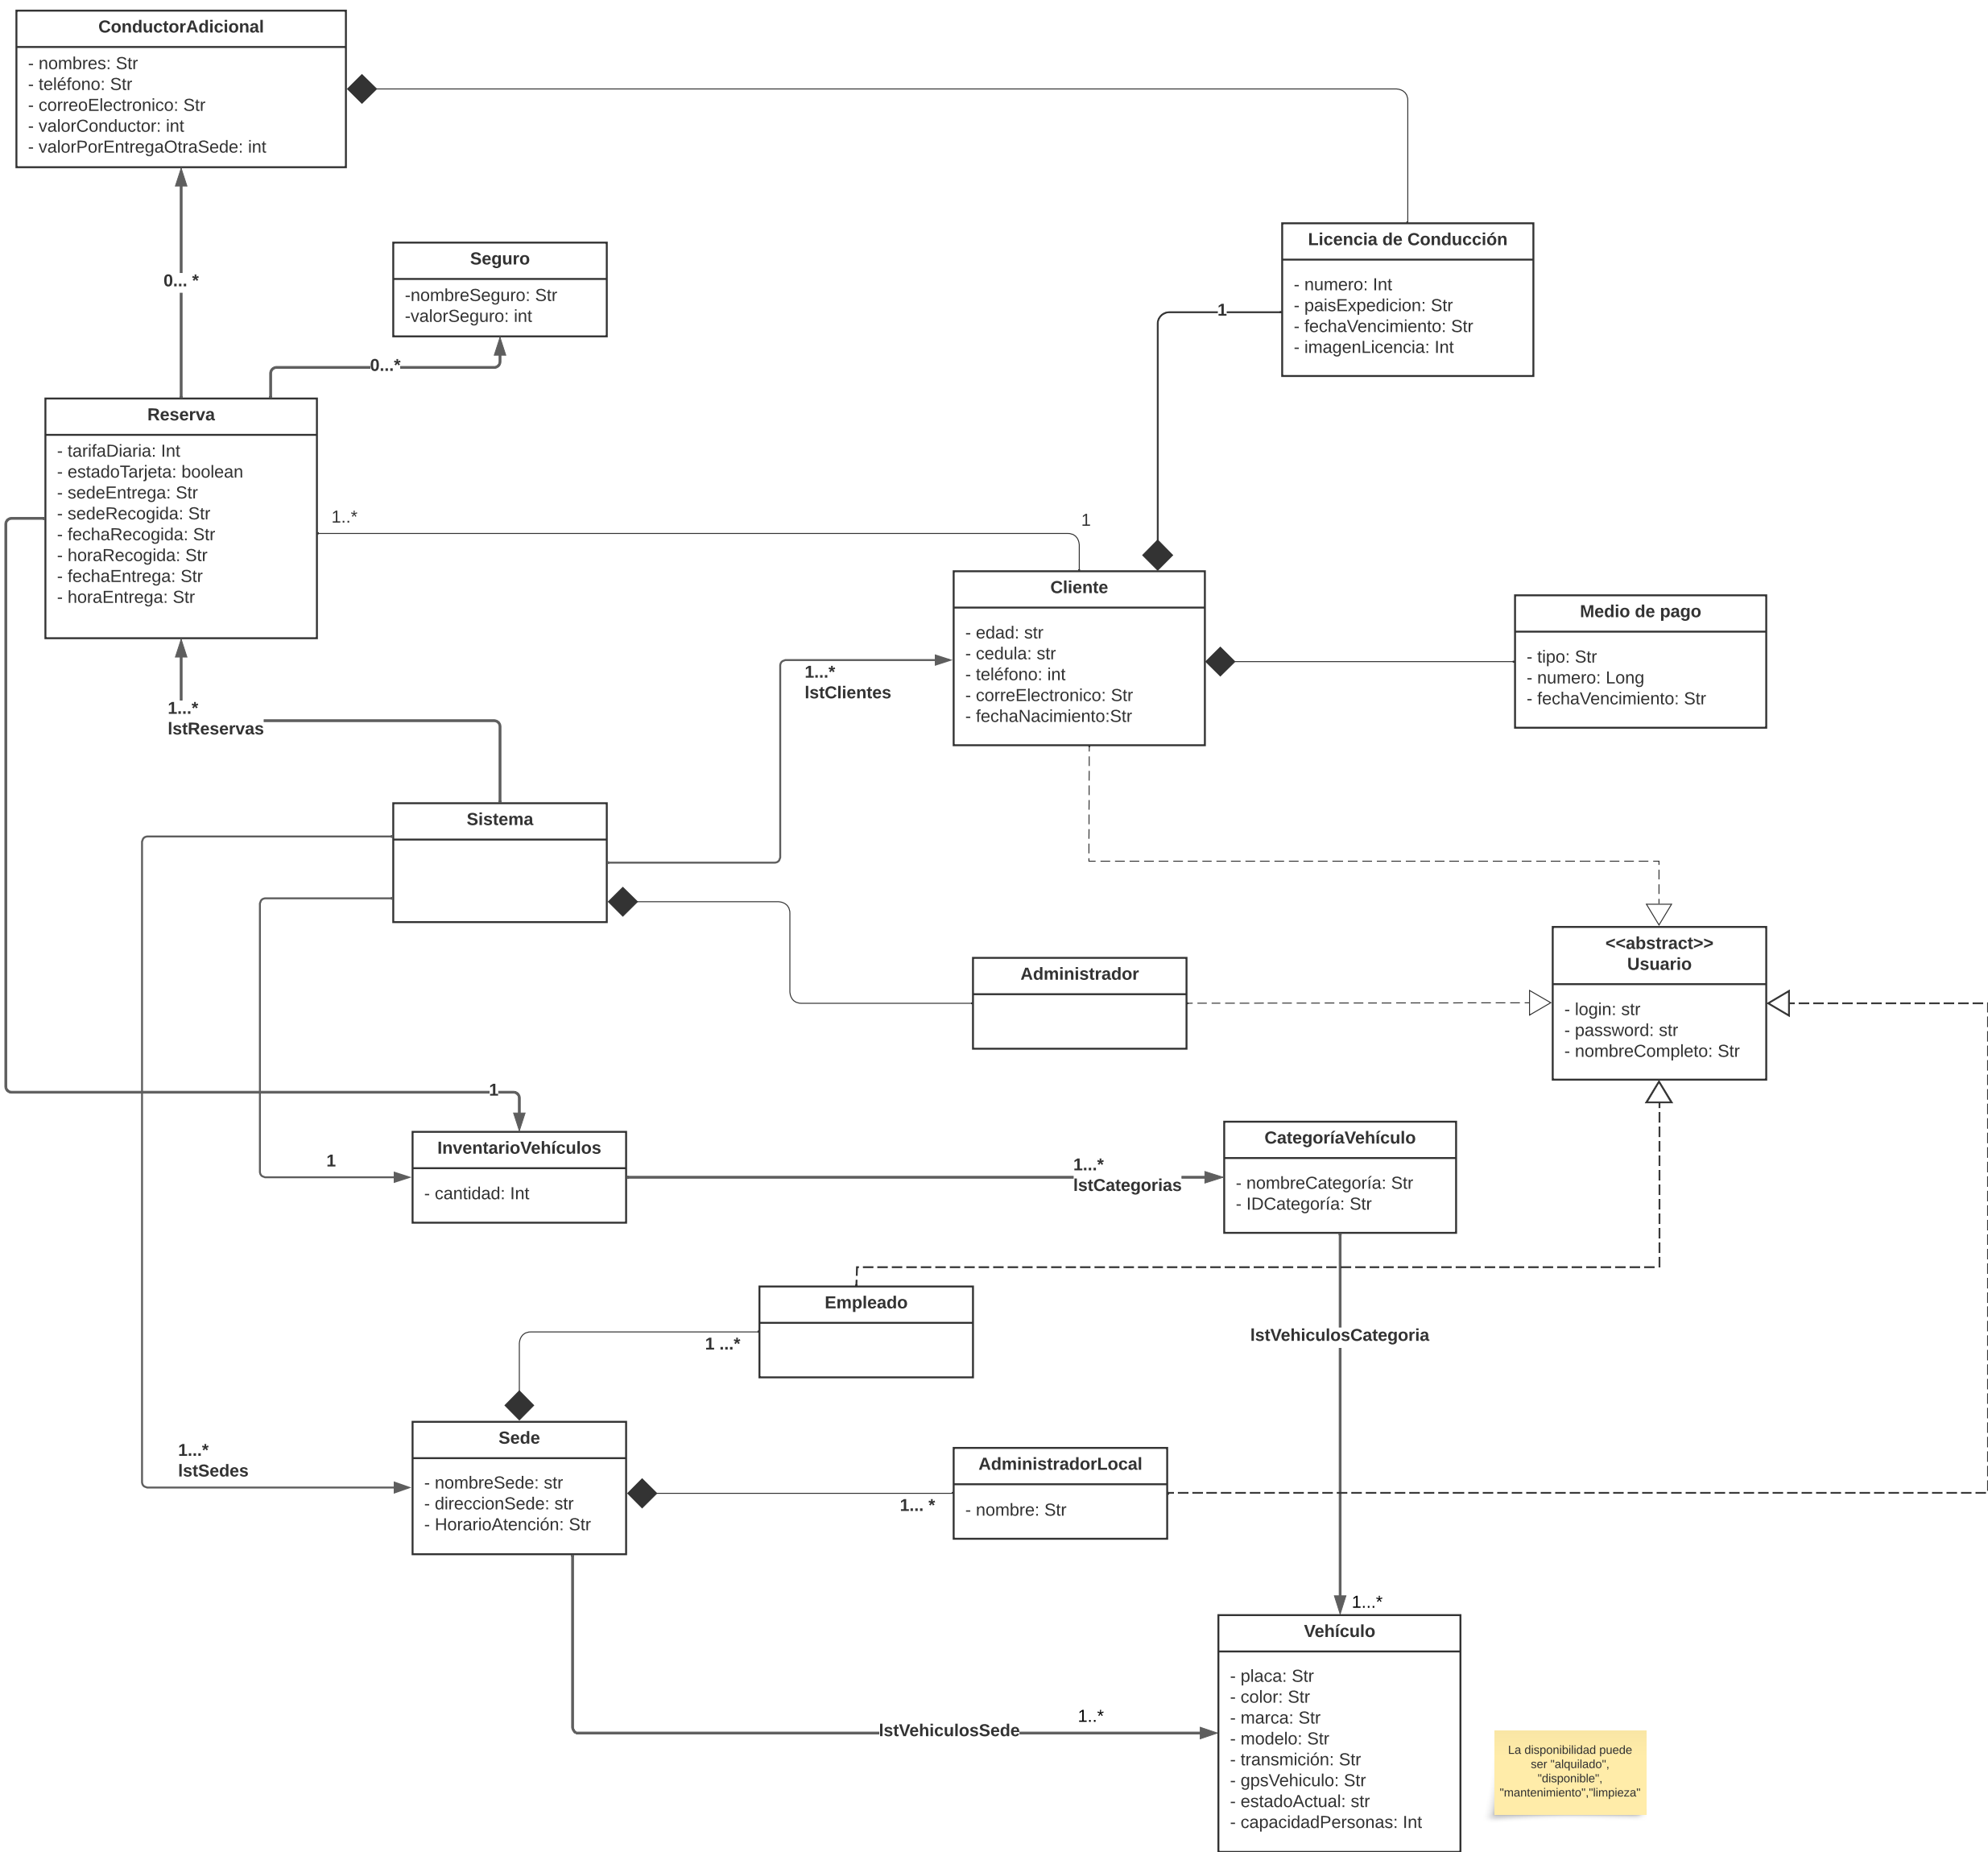 ConductorAdicional
- nombres: Str
- teléfono: Str
- correoElectronico: Str
- valorConductor: int
- valorPorEntregaOtraSede: int
0... *
Seguro
-nombreSeguro: Str
-valorSeguro: int
0...*
Licencia de Conducción
- numero: Int
- paisExpedicion: Str
- fechaVencimiento: Str
- imagenLicencia: Int
1
Reserva
- tarifaDiaria: Int
- estadoTarjeta: boolean
- sedeEntrega: Str
- sedeRecogida: Str
- fechaRecogida: Str
- horaRecogida: Str
- fechaEntrega: Str
- horaEntrega: Str
1..*
1
Cliente
- edad: str
- cedula: str
- teléfono: int
- correElectronico: Str
- fechaNacimiento:Str
Medio de pago
- tipo: Str
- numero: Long
- fechaVencimiento: Str
1...*
lstClientes
1...*
lstReservas
Sistema
Administrador
<<abstract>>
Usuario
- login: str
- password: str
- nombreCompleto: Str
1
1
InventarioVehículos
- cantidad: Int
1...*
lstCategorias
CategoríaVehículo
- nombreCategoría: Str
- IDCategoría: Str
Empleado
1 ...*
lstVehiculosCategoria
1...*
lstSedes
Sede
- nombreSede: str
- direccionSede: str
- HorarioAtención: Str
1... *
AdministradorLocal
- nombre: Str
1...*
Vehículo
- placa: Str
- color: Str
- marca: Str
- modelo: Str
- transmición: Str
- gpsVehiculo: Str
- estadoActual: str
- capacidadPersonas: Int
lstVehiculosSede
1..*
La disponibilidad puede
ser "alquilado",
"disponible",
"mantenimiento","limpieza"